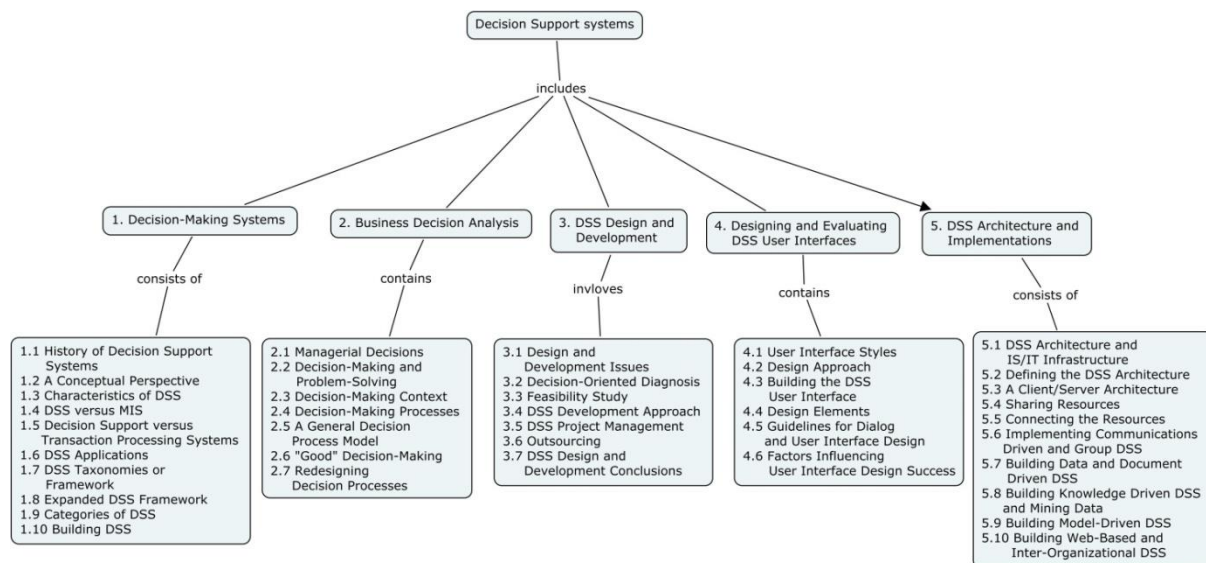 Decision Support systems
includes
1. Decision-Making Systems
2. Business Decision Analysis
3. DSS Design and
Development
4. Designing and Evaluating
DSS User Interfaces
5. DSS Architecture and
Implementations
consists of
contains
invloves
contains
consists of
1.1 History of Decision Support
Systems
1.2 A Conceptual Perspective
1.3 Characteristics of DSS
1.4 DSS versus MIS
1.5 Decision Support versus
Transaction Processing Systems
1.6 DSS Applications
1.7 DSS Taxonomies or
Framework
1.8 Expanded DSS Framework
1.9 Categories of DSS
1.10 Building DSS
2.1 Managerial Decisions
2.2 Decision-Making and
Problem-Solving
2.3 Decision-Making Context
2.4 Decision-Making Processes
2.5 A General Decision
Process Model
2.6 "Good" Decision-Making
2.7 Redesigning
Decision Processes
3.1 Design and
Development Issues
3.2 Decision-Oriented Diagnosis
3.3 Feasibility Study
3.4 DSS Development Approach
3.5 DSS Project Management
3.6 Outsourcing
3.7 DSS Design and
Development Conclusions
4.1 User Interface Styles
4.2 Design Approach
4.3 Building the DSS
User Interface
4.4 Design Elements
4.5 Guidelines for Dialog
and User Interface Design
4.6 Factors Influencing
User Interface Design Success
5.1 DSS Architecture and
IS/IT Infrastructure
5.2 Defining the DSS Architecture
5.3 A Client/Server Architecture
5.4 Sharing Resources
5.5 Connecting the Resources
5.6 Implementing Communications
Driven and Group DSS
5.7 Building Data and Document
Driven DSS
5.8 Building Knowledge Driven DSS
and Mining Data
5.9 Building Model-Driven DSS
5.10 Building Web-Based and
Inter-Organizational DSS